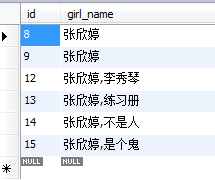 id girl_name
8 张欣婷
9 张欣婷
12 张欣婷,李秀琴
13 张欣婷,练习册
14 张欣婷,不是人
15 张欣婷,是个鬼
NULL NULL